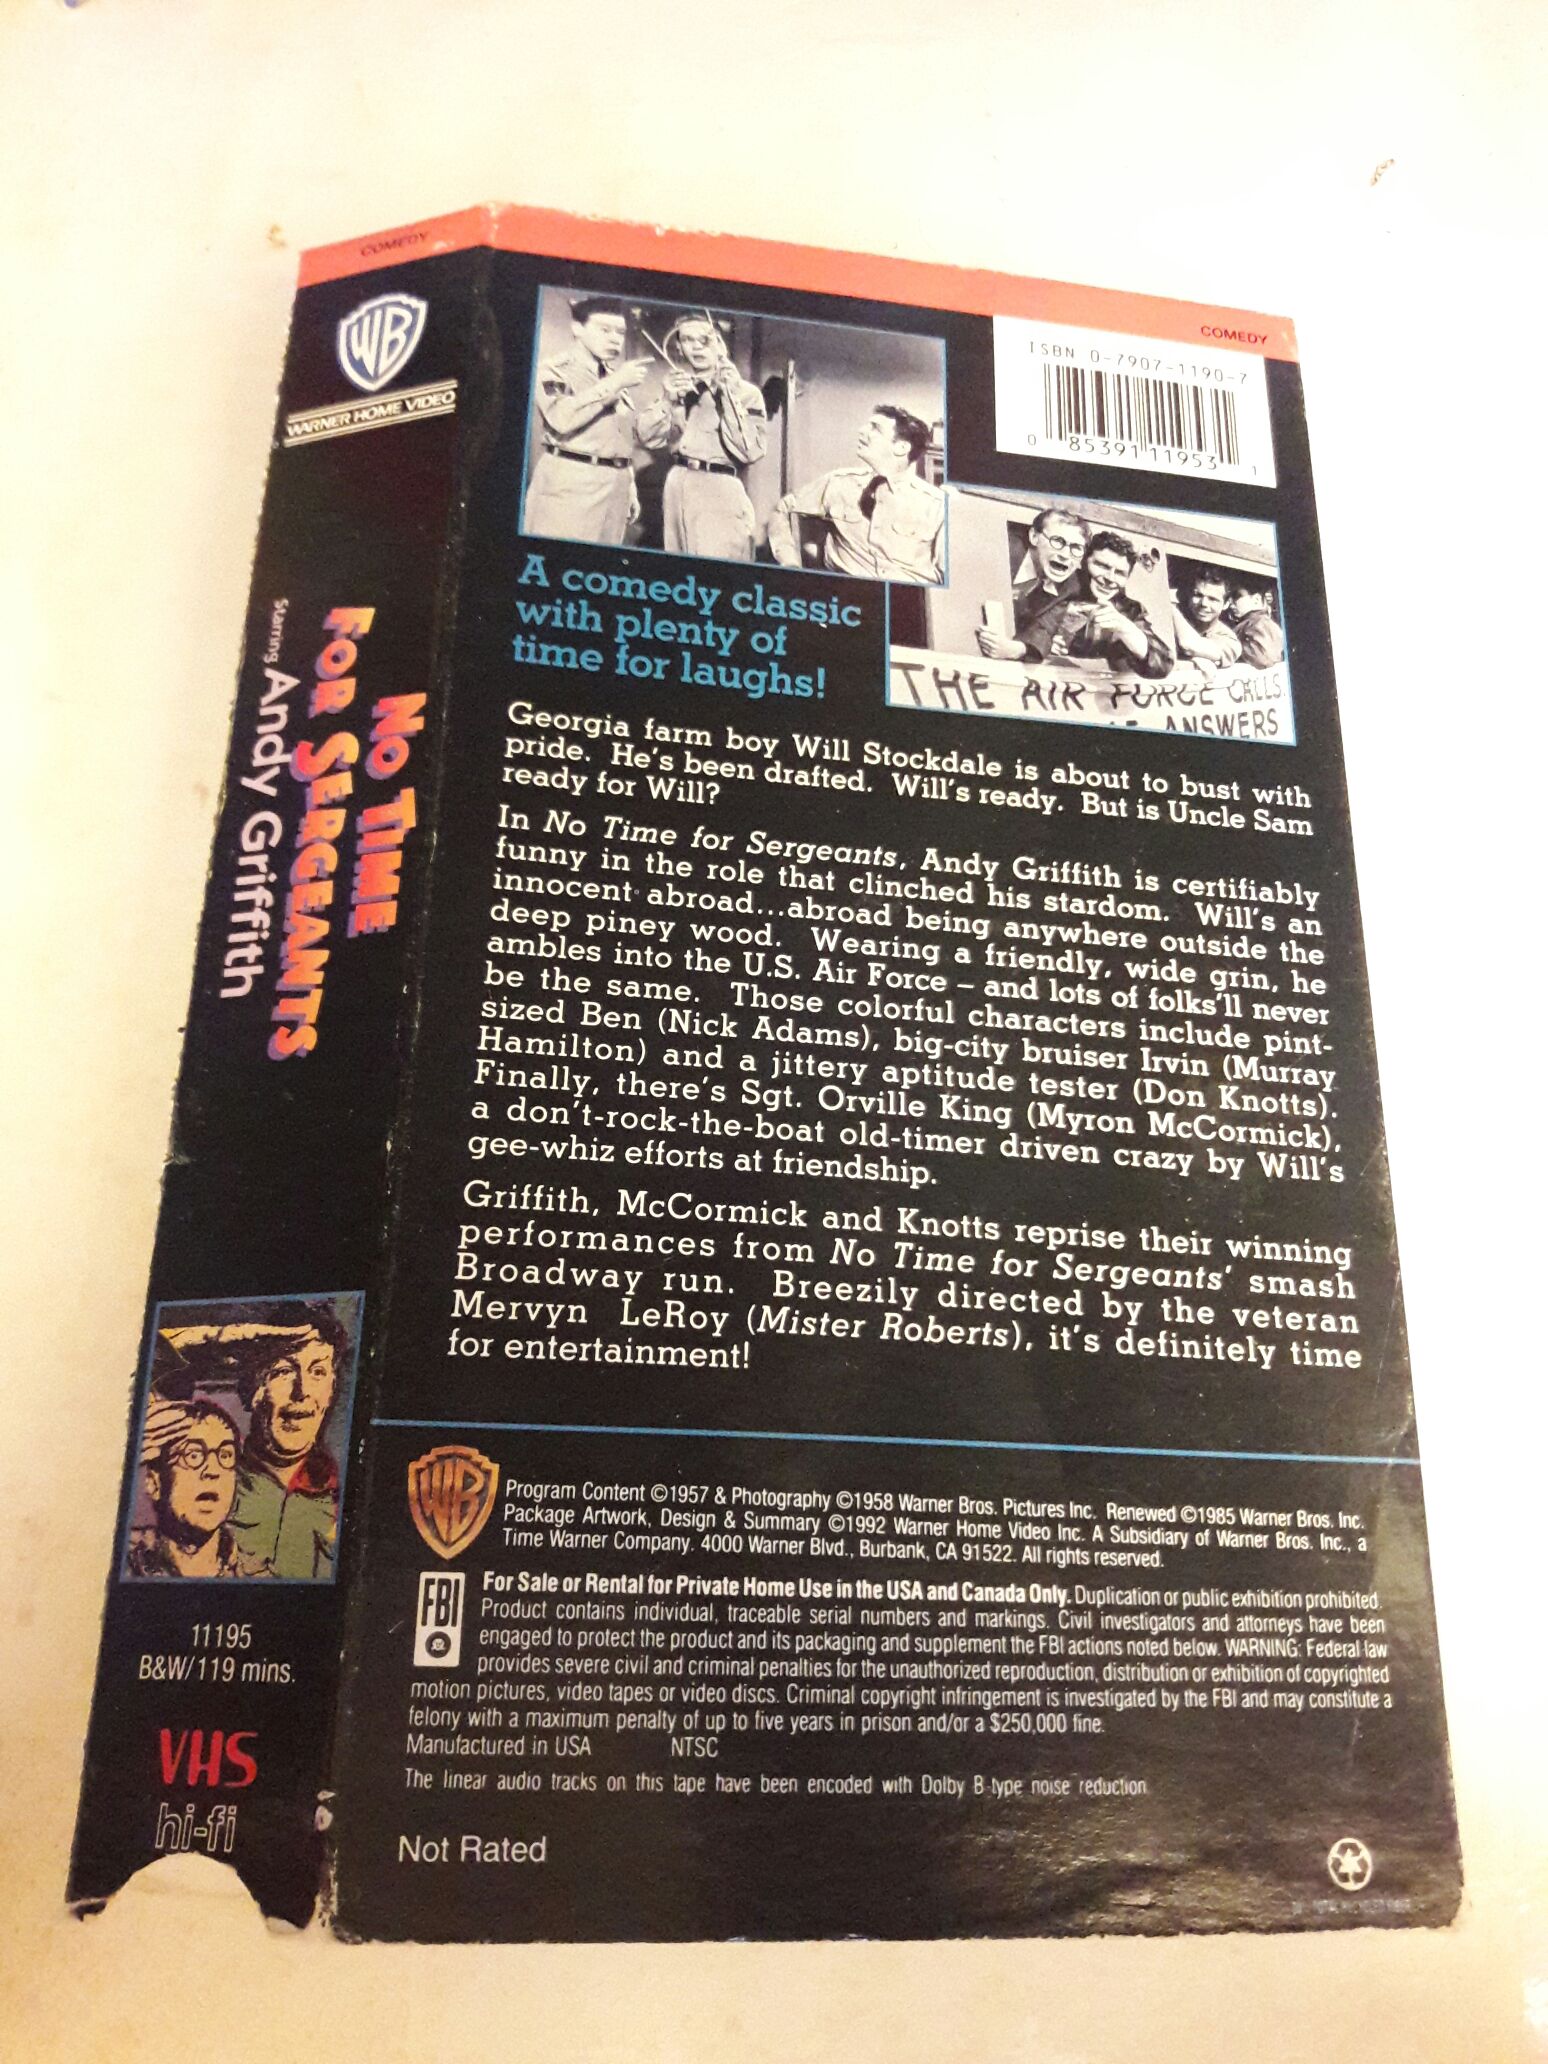 COMEDY
WB
WARNER HOME VIDEO
NO TIME
FOR SERGEANTS
Starring Andy Griffith
11195
B&W/119 mins.
VHS
hi-fi
COMEDY
ISBN 0-7907-1190-7
0 85391 11953 1
THE AIR FORCE CALLS
ANSWERS
A comedy classic
with plenty of
time for laughs!
Georgia farm boy Will Stockdale is about to bust with
pride. He's been drafted. Will's ready. But is Uncle Sam
ready for Will?
In No Time for Sergeants, Andy Griffith is certifiably
funny in the role that clinched his stardom. Will's an
innocent abroad...abroad being anywhere outside the
deep piney wood. Wearing a friendly, wide grin, he
ambles into the U.S. Air Force – and lots of folks'll never
be the same. Those colorful characters include pint-
sized Ben (Nick Adams), big-city bruiser Irvin (Murray
Hamilton) and a jittery aptitude tester (Don Knotts).
Finally, there's Sgt. Orville King (Myron McCormick),
a don't-rock-the-boat old-timer driven crazy by Will's
gee-whiz efforts at friendship.
Griffith, McCormick and Knotts reprise their winning
performances from No Time for Sergeants' smash
Broadway run. Breezily directed by the veteran
Mervyn LeRoy (Mister Roberts), it's definitely time
for entertainment!
WB
Program Content ©1957 & Photography ©1958 Warner Bros. Pictures Inc. Renewed ©1985 Warner Bros. Inc.
Package Artwork, Design & Summary ©1992 Warner Home Video Inc. A Subsidiary of Warner Bros. Inc., a
Time Warner Company. 4000 Warner Blvd., Burbank, CA 91522. All rights reserved.
FBI
For Sale or Rental for Private Home Use in the USA and Canada Only. Duplication or public exhibition prohibited.
Product contains individual, traceable serial numbers and markings. Civil investigators and attorneys have been
engaged to protect the product and its packaging and supplement the FBI actions noted below. WARNING: Federal law
provides severe civil and criminal penalties for the unauthorized reproduction, distribution or exhibition of copyrighted
motion pictures, video tapes or video discs. Criminal copyright infringement is investigated by the FBI and may constitute a
felony with a maximum penalty of up to five years in prison and/or a $250,000 fine.
Manufactured in USA NTSC
The linear audio tracks on this tape have been encoded with Dolby B-type noise reduction
Not Rated